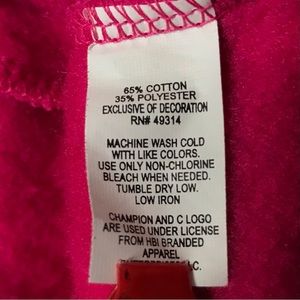 65% COTTON
35% POLYESTER
EXCLUSIVE OF DECORATION
RN# 49314
MACHINE WASH COLD
WITH LIKE COLORS.
USE ONLY NON-CHLORINE
BLEACH WHEN NEEDED.
TUMBLE DRY LOW.
LOW IRON
CHAMPION AND C LOGO
ARE USED UNDER LICENSE
FROM HBI BRANDED
APPAREL